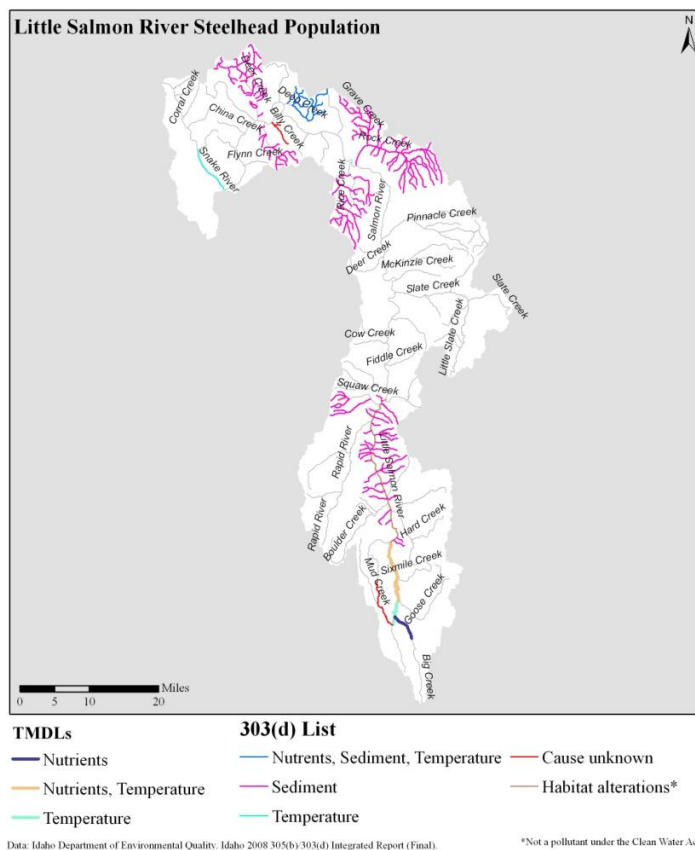 Little Salmon River Steelhead Population
N
Deer Creek
Deep Creek
Corral Creek
China Creek
Billy Creek
Grave Creek
Rock Creek
Flynn Creek
Snake River
Rice Creek
Salmon River
Pinnacle Creek
Deer Creek
McKinzie Creek
Slate Creek
Slate Creek
Little Slate Creek
Cow Creek
Fiddle Creek
Squaw Creek
Rapid River
Little Salmon River
Rapid River
Boulder Creek
Hard Creek
Sixmile Creek
Mud Creek
Goose Creek
Big Creek
Miles
0 5 10 20
TMDLs
Nutrients
Nutrients, Temperature
Temperature
303(d) List
Nutrents, Sediment, Temperature
Sediment
Temperature
Cause unknown
Habitat alterations*
Data: Idaho Department of Environmental Quality. Idaho 2008 305(b)/303(d) Integrated Report (Final).
*Not a pollutant under the Clean Water Ac